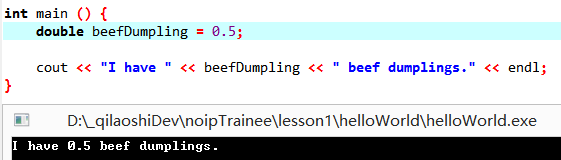 int main () {
double beefDumpling = 0.5;
cout << "I have " << beefDumpling << " beef dumplings." << endl;
}
D:\_qilaoshiDev\noipTrainee\lesson1\helloWorld\helloWorld.exe
I have 0.5 beef dumplings.